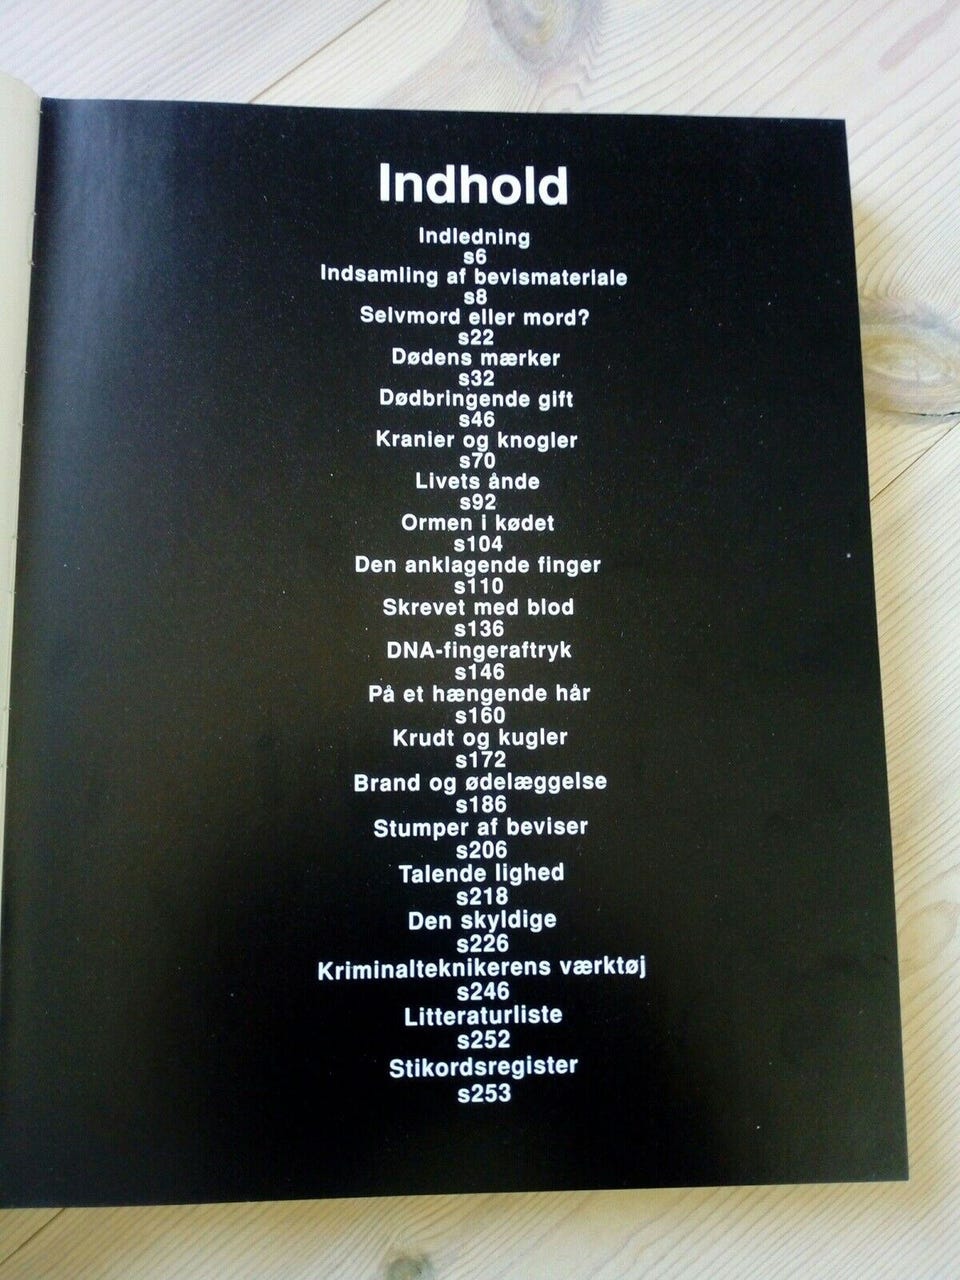 Indhold
Indledning
s6
Indsamling af bevismateriale
s8
Selvmord eller mord?
s22
Dødens mærker
s32
Dødbringende gift
s46
Kranier og knogler
s70
Livets ånde
s92
Ormen i kødet
s104
Den anklagende finger
s110
Skrevet med blod
s136
DNA-fingeraftryk
s146
På et hængende hår
s160
Krudt og kugler
s172
Brand og ødelæggelse
s186
Stumper af beviser
s206
Talende lighed
s218
Den skyldige
s226
Kriminalteknikerens værktøj
s246
Litteraturliste
s252
Stikordsregister
s253